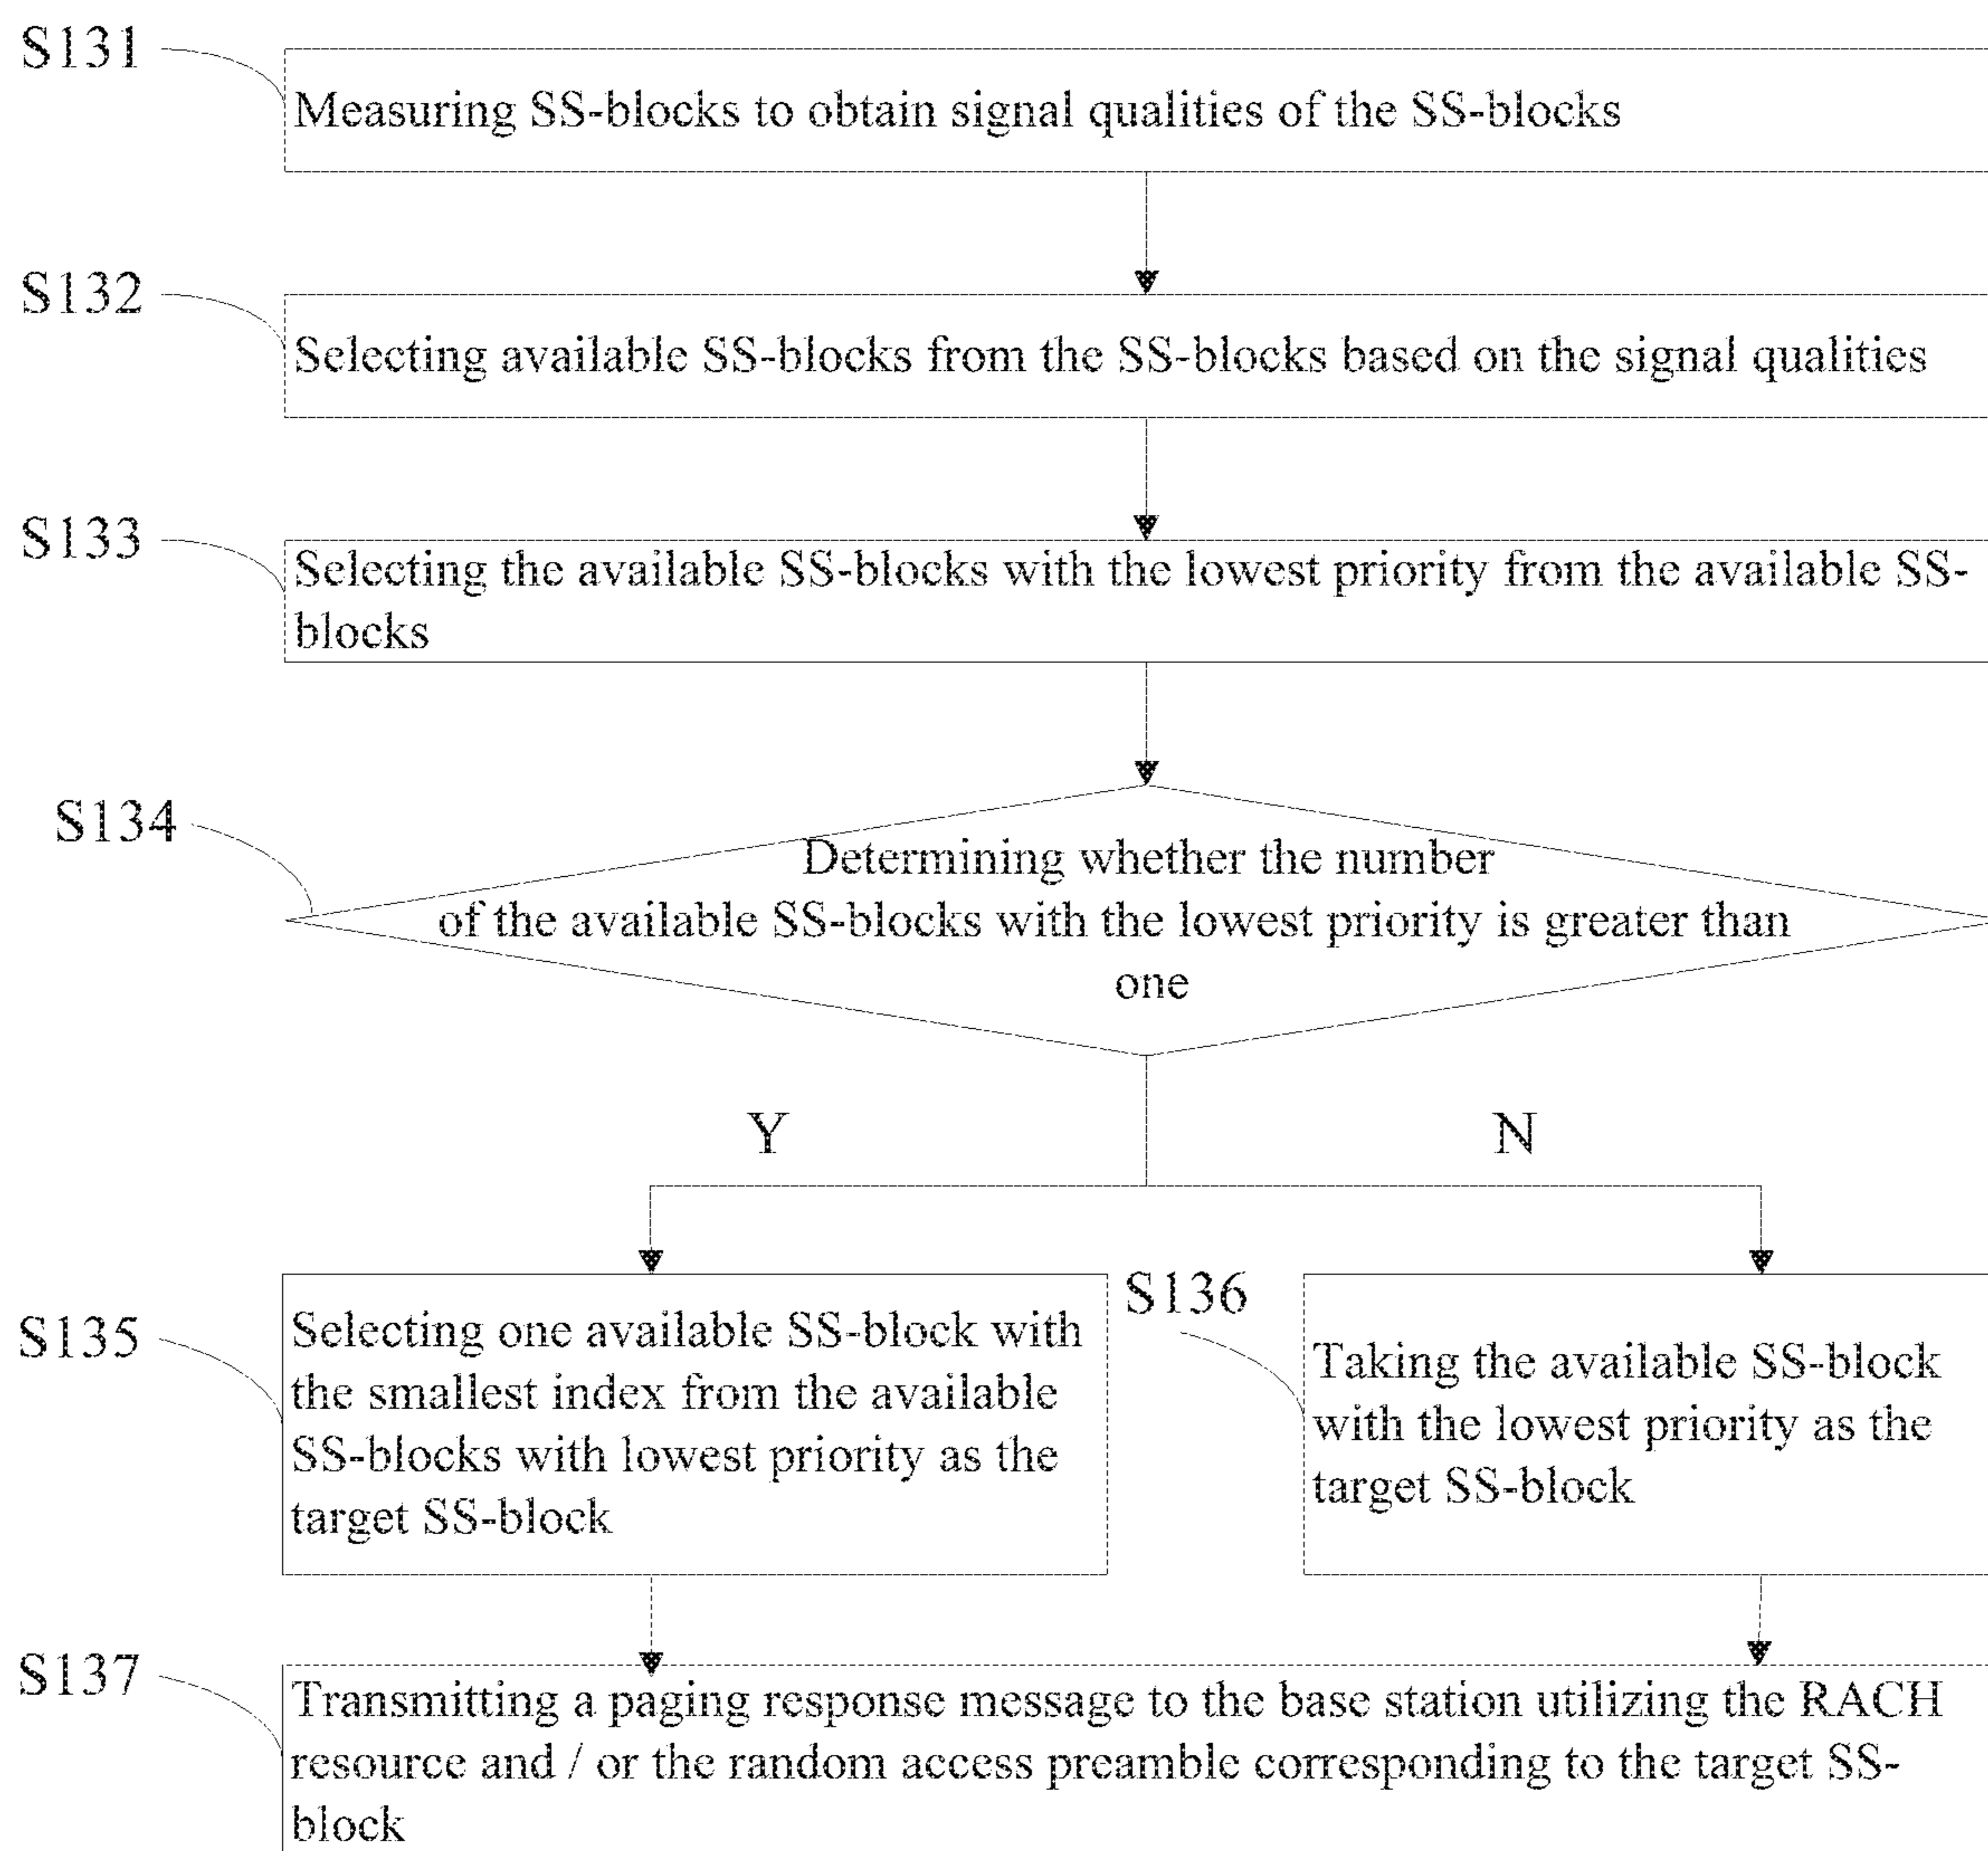 S131
Measuring SS-blocks to obtain signal qualities of the SS-blocks
S132
Selecting available SS-blocks from the SS-blocks based on the signal qualities
S133
Selecting the available SS-blocks with the lowest priority from the available SS-
blocks
S134
Determining whether the number
of the available SS-blocks with the lowest priority is greater than
one
Y
N
S135
Selecting one available SS-block with
the smallest index from the available
SS-blocks with lowest priority as the
target SS-block
S136
Taking the available SS-block
with the lowest priority as the
target SS-block
S137
Transmitting a paging response message to the base station utilizing the RACH
resource and / or the random access preamble corresponding to the target SS-
block